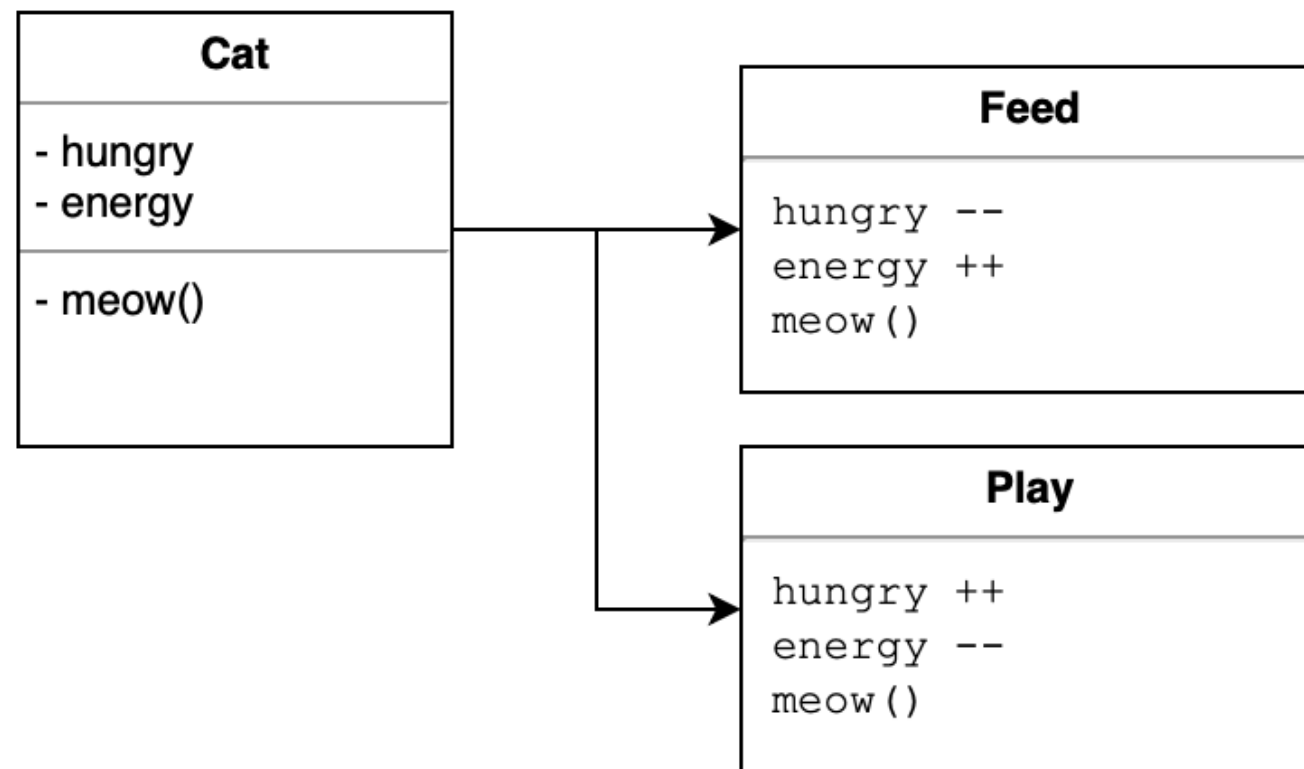 Cat
- hungry
- energy
- meow()
Feed
hungry --
energy ++
meow()
Play
hungry ++
energy --
meow()